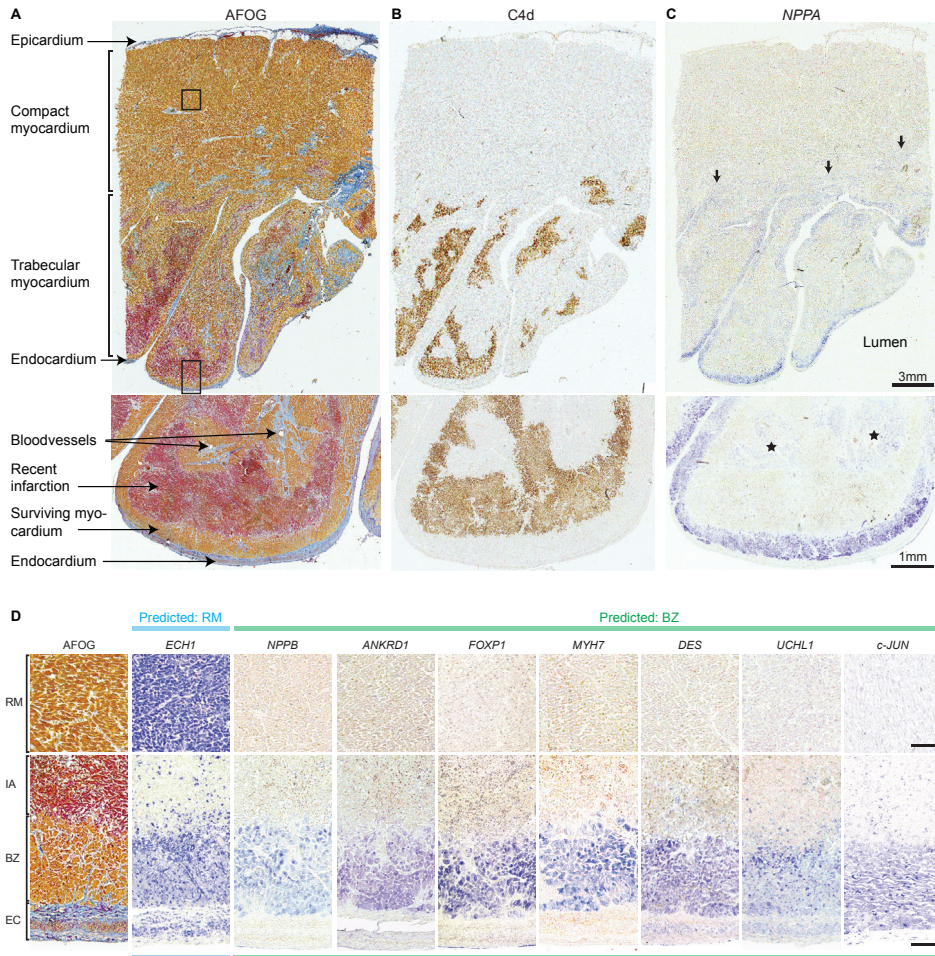 A
AFOG
B
C4d
C
NPPA
Epicardium
Compact
myocardium
Trabecular
myocardium
Endocardium
Lumen
3mm
Bloodvessels
Recent
infarction
Surviving myo-
cardium
Endocardium
1mm
D
Predicted: RM
Predicted: BZ
AFOG
ECH1
NPPB
ANKRD1
FOXP1
MYH7
DES
UCHL1
c-JUN
RM
IA
BZ
EC